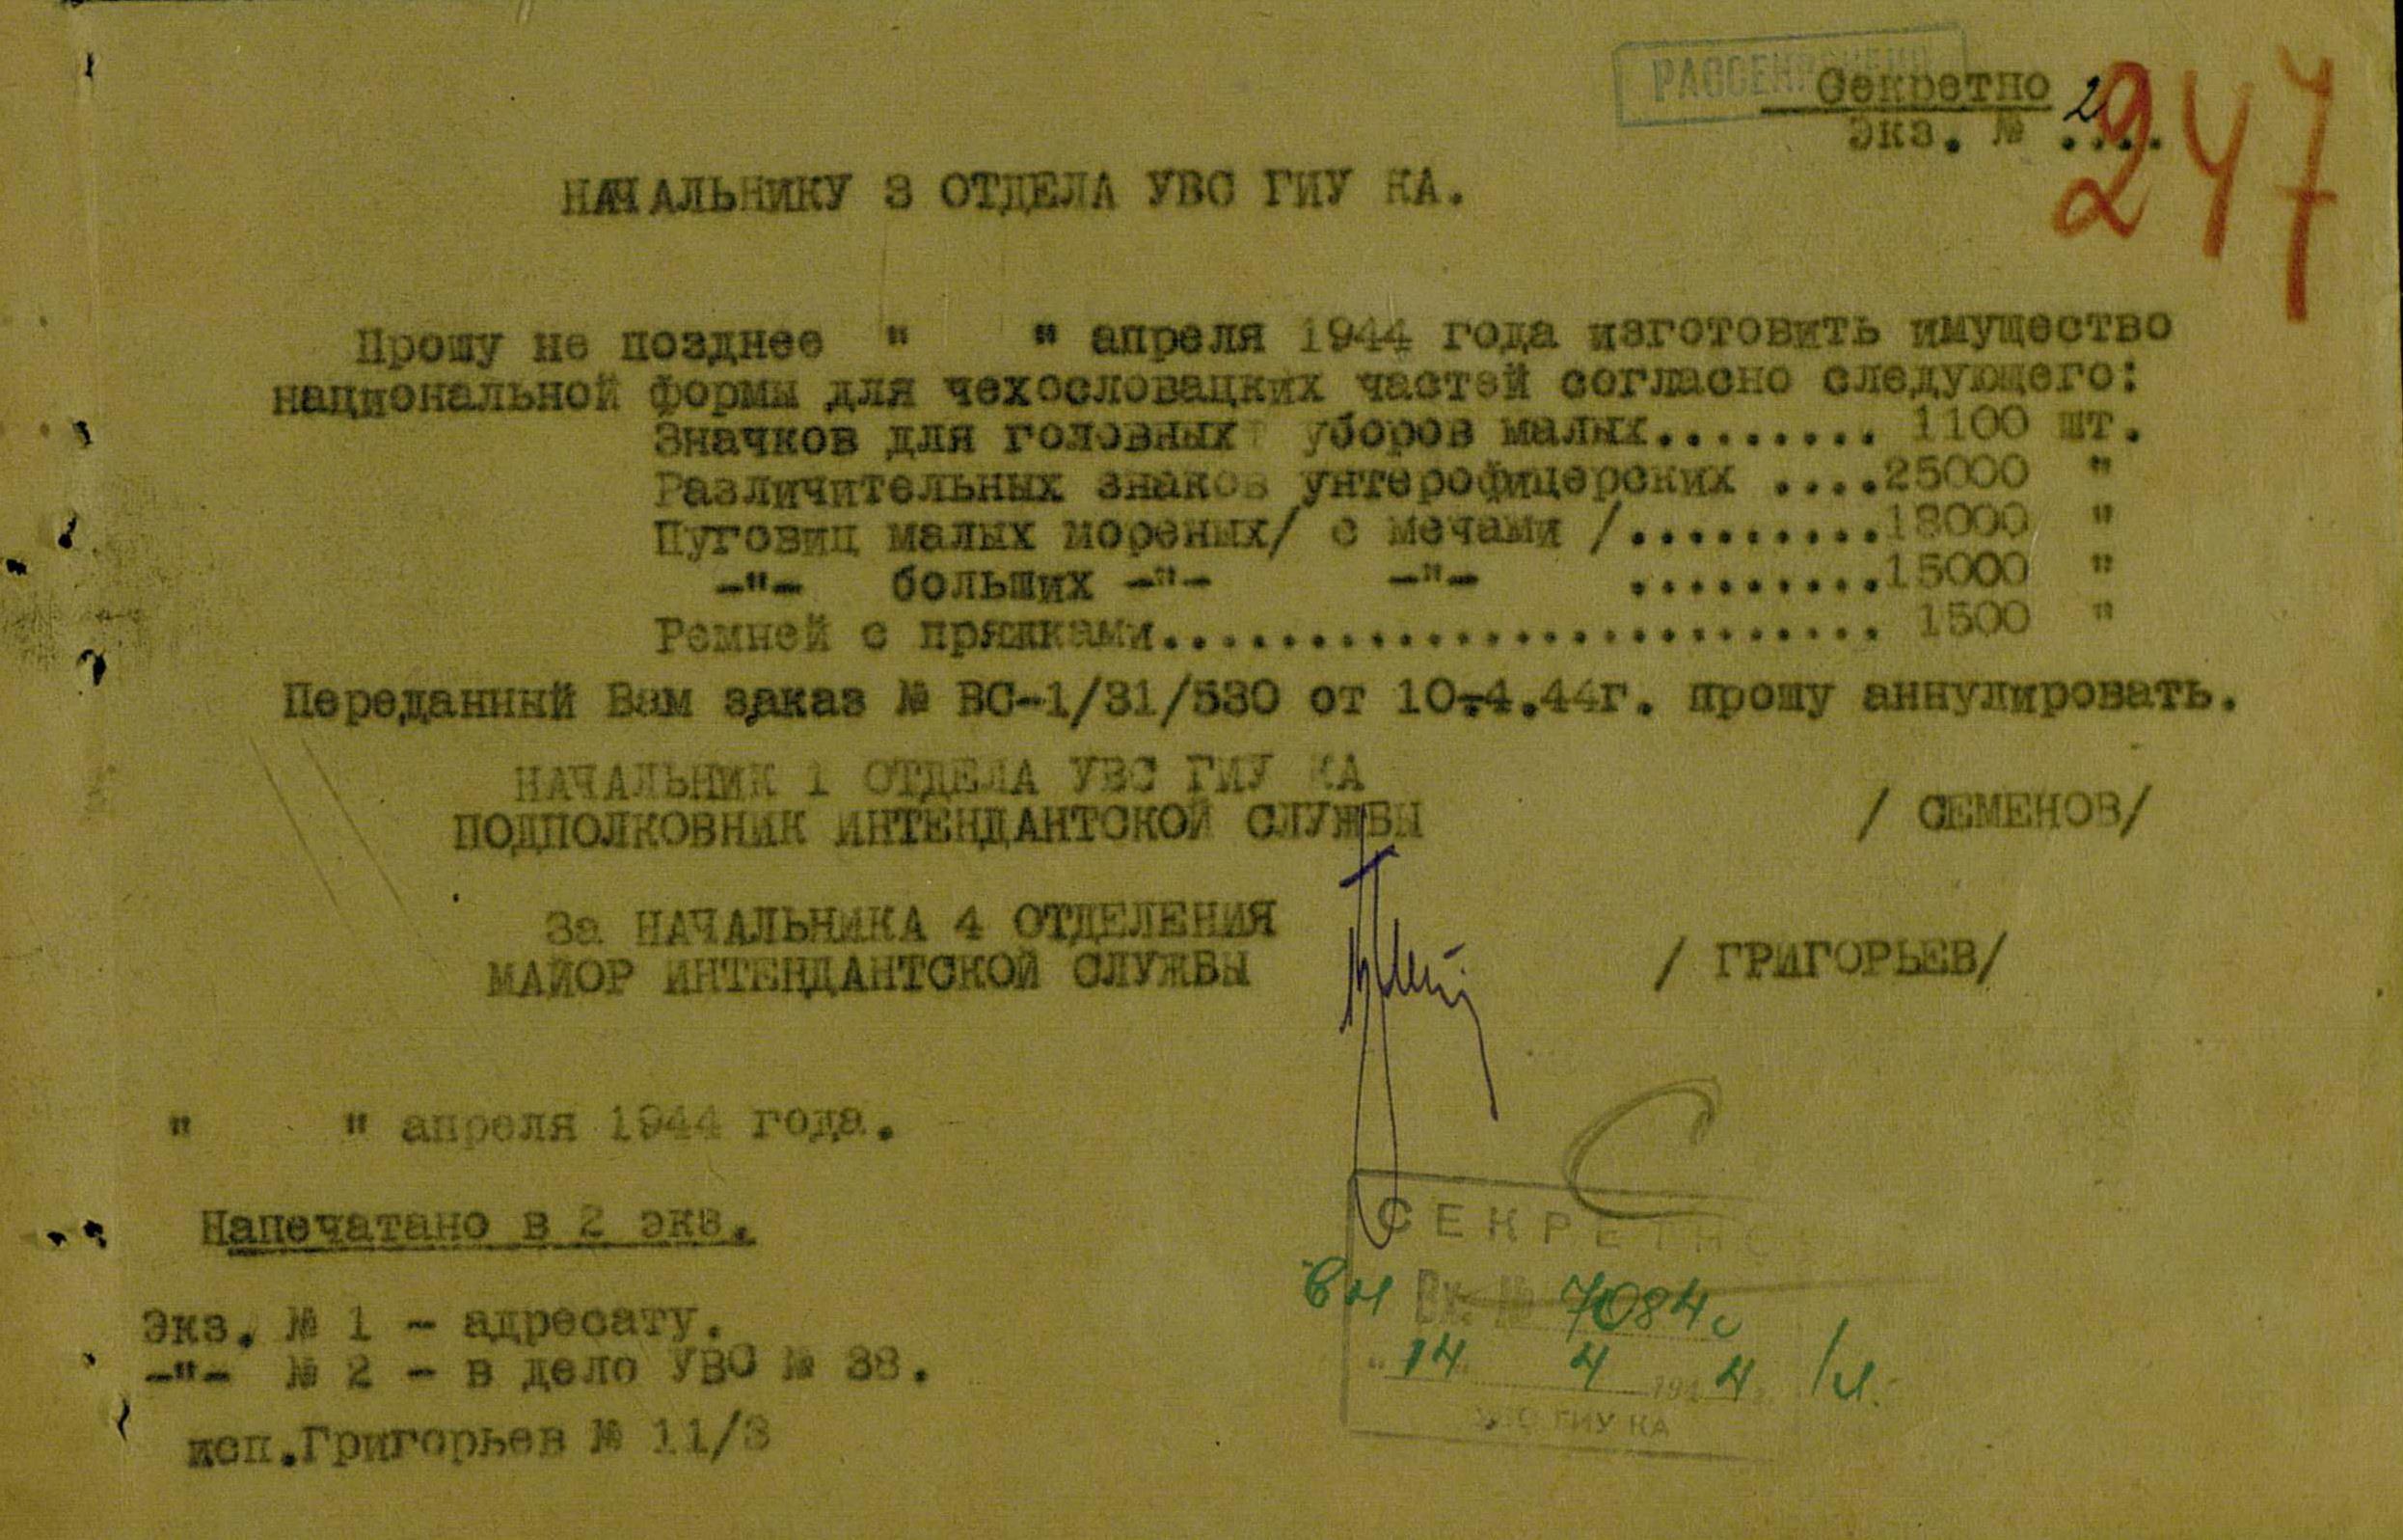 РАССЕКРЕЧЕНО
Секретно
Экз. № 2....
247
НАЧАЛЬНИКУ 3 ОТДЕЛА УВС ГИУ КА.
Прошу не позднее " " апреля 1944 года изготовить имущество
национальной формы для чехословацких частей согласно следующего:
Значков для головных уборов малых........ 1100 шт.
Различительных знаков унтерофицерских ....25000 "
Пуговиц малых мореных/ с мечами /.........18000 "
-"- больших -"- -"- .........15000 "
Ремней с пряжками......................... 1500 "
Переданный Вам заказ № ВС-1/31/530 от 10.4.44г. прошу аннулировать.
НАЧАЛЬНИК 1 ОТДЕЛА УВС ГИУ КА
ПОДПОЛКОВНИК ИНТЕНДАНТСКОЙ СЛУЖБЫ / СЕМЕНОВ/
За НАЧАЛЬНИКА 4 ОТДЕЛЕНИЯ
МАЙОР ИНТЕНДАНТСКОЙ СЛУЖБЫ / ГРИГОРЬЕВ/
" " апреля 1944 года.
Напечатано в 2 экз.
Экз. № 1 - адресату.
-"- № 2 - в дело УВС № 38.
исп.Григорьев № 11/3
С
СЕКРЕТНО
Вх. № 7084с
"14" 4 1944 г.
УВС ГИУ КА